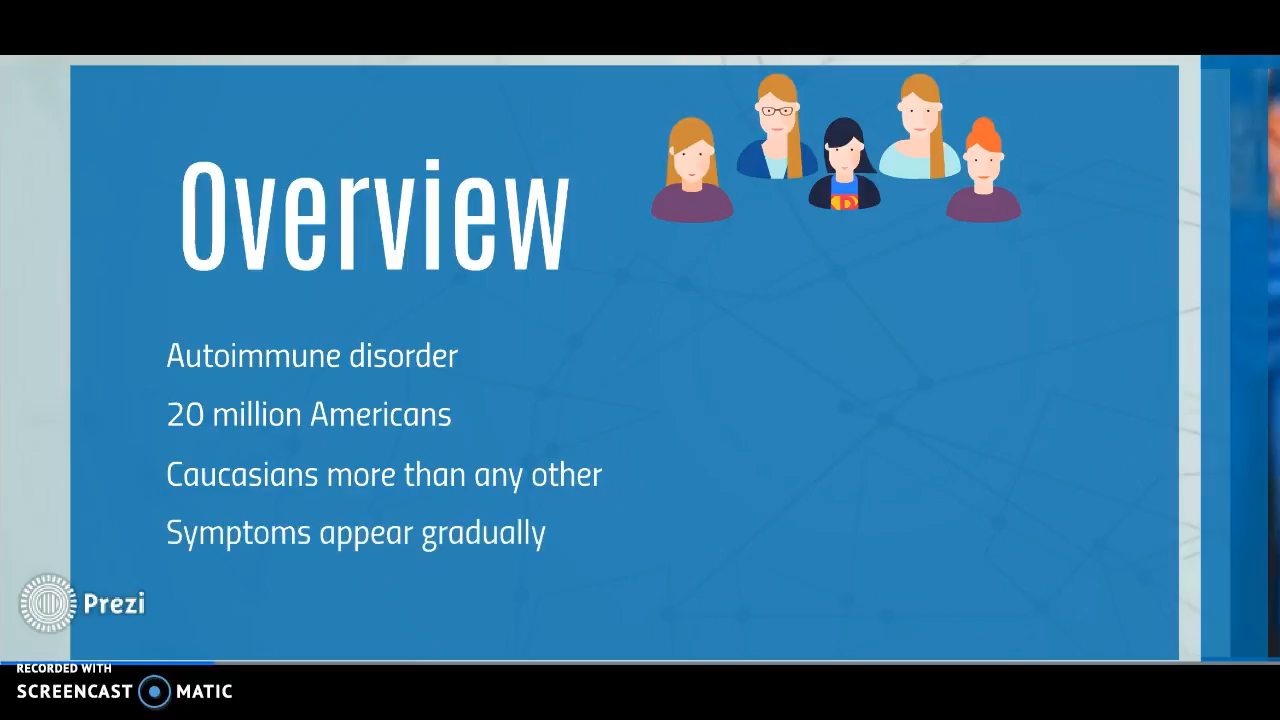 Overview
Autoimmune disorder
20 million Americans
Caucasians more than any other
Symptoms appear gradually
Prezi
RECORDED WITH
SCREENCAST MATIC